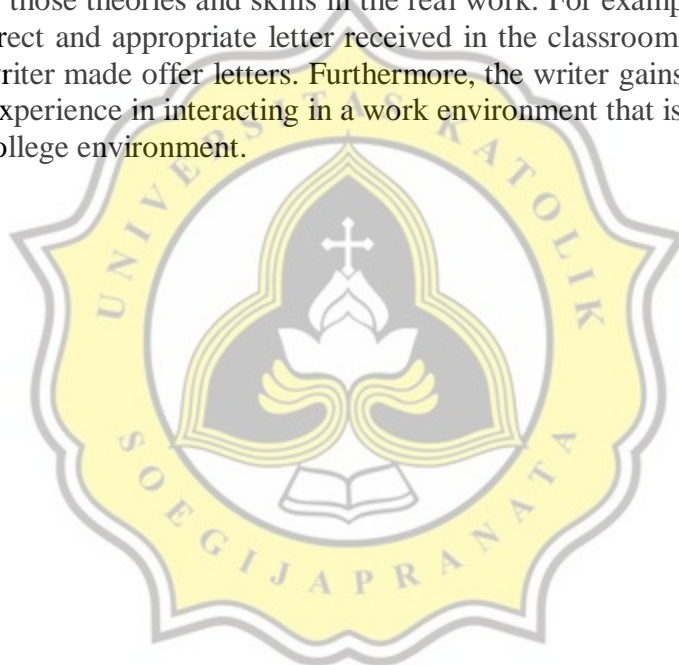 those theories and skills in the real work. For examp
rect and appropriate letter received in the classroom
riter made offer letters. Furthermore, the writer gains
xperience in interacting in a work environment that is
ollege environment.
UNIVERSITAS KATOLIK
SOEGIJAPRANATA